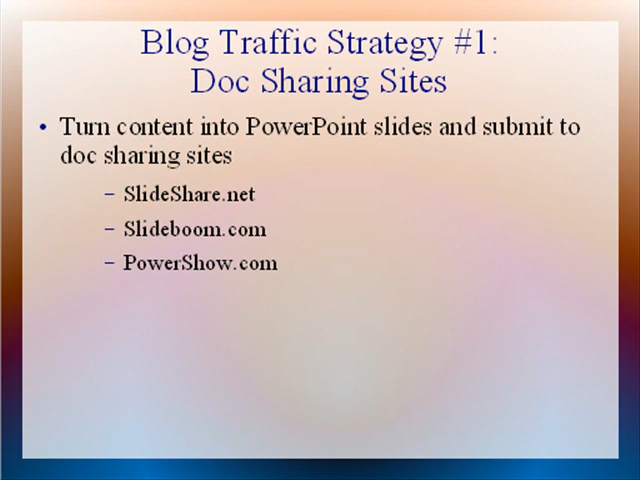 Blog Traffic Strategy #1:
Doc Sharing Sites
• Turn content into PowerPoint slides and submit to
doc sharing sites
– SlideShare.net
– Slideboom.com
– PowerShow.com